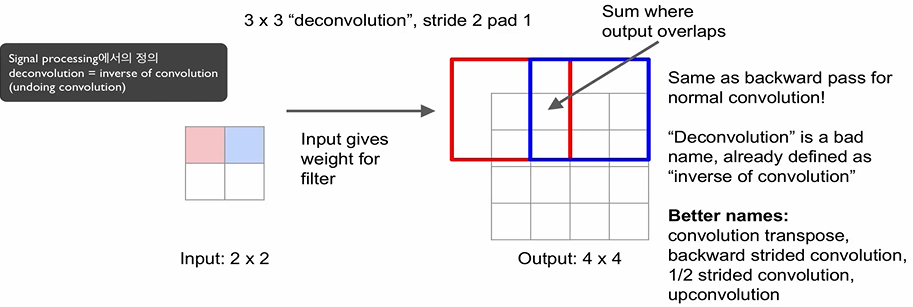 3 x 3 “deconvolution”, stride 2 pad 1
Sum where
output overlaps
Signal processing에서의 정의
deconvolution = inverse of convolution
(undoing convolution)
Input gives
weight for
filter
Same as backward pass for
normal convolution!
“Deconvolution” is a bad
name, already defined as
“inverse of convolution”
Better names:
convolution transpose,
backward strided convolution,
1/2 strided convolution,
upconvolution
Input: 2 x 2
Output: 4 x 4